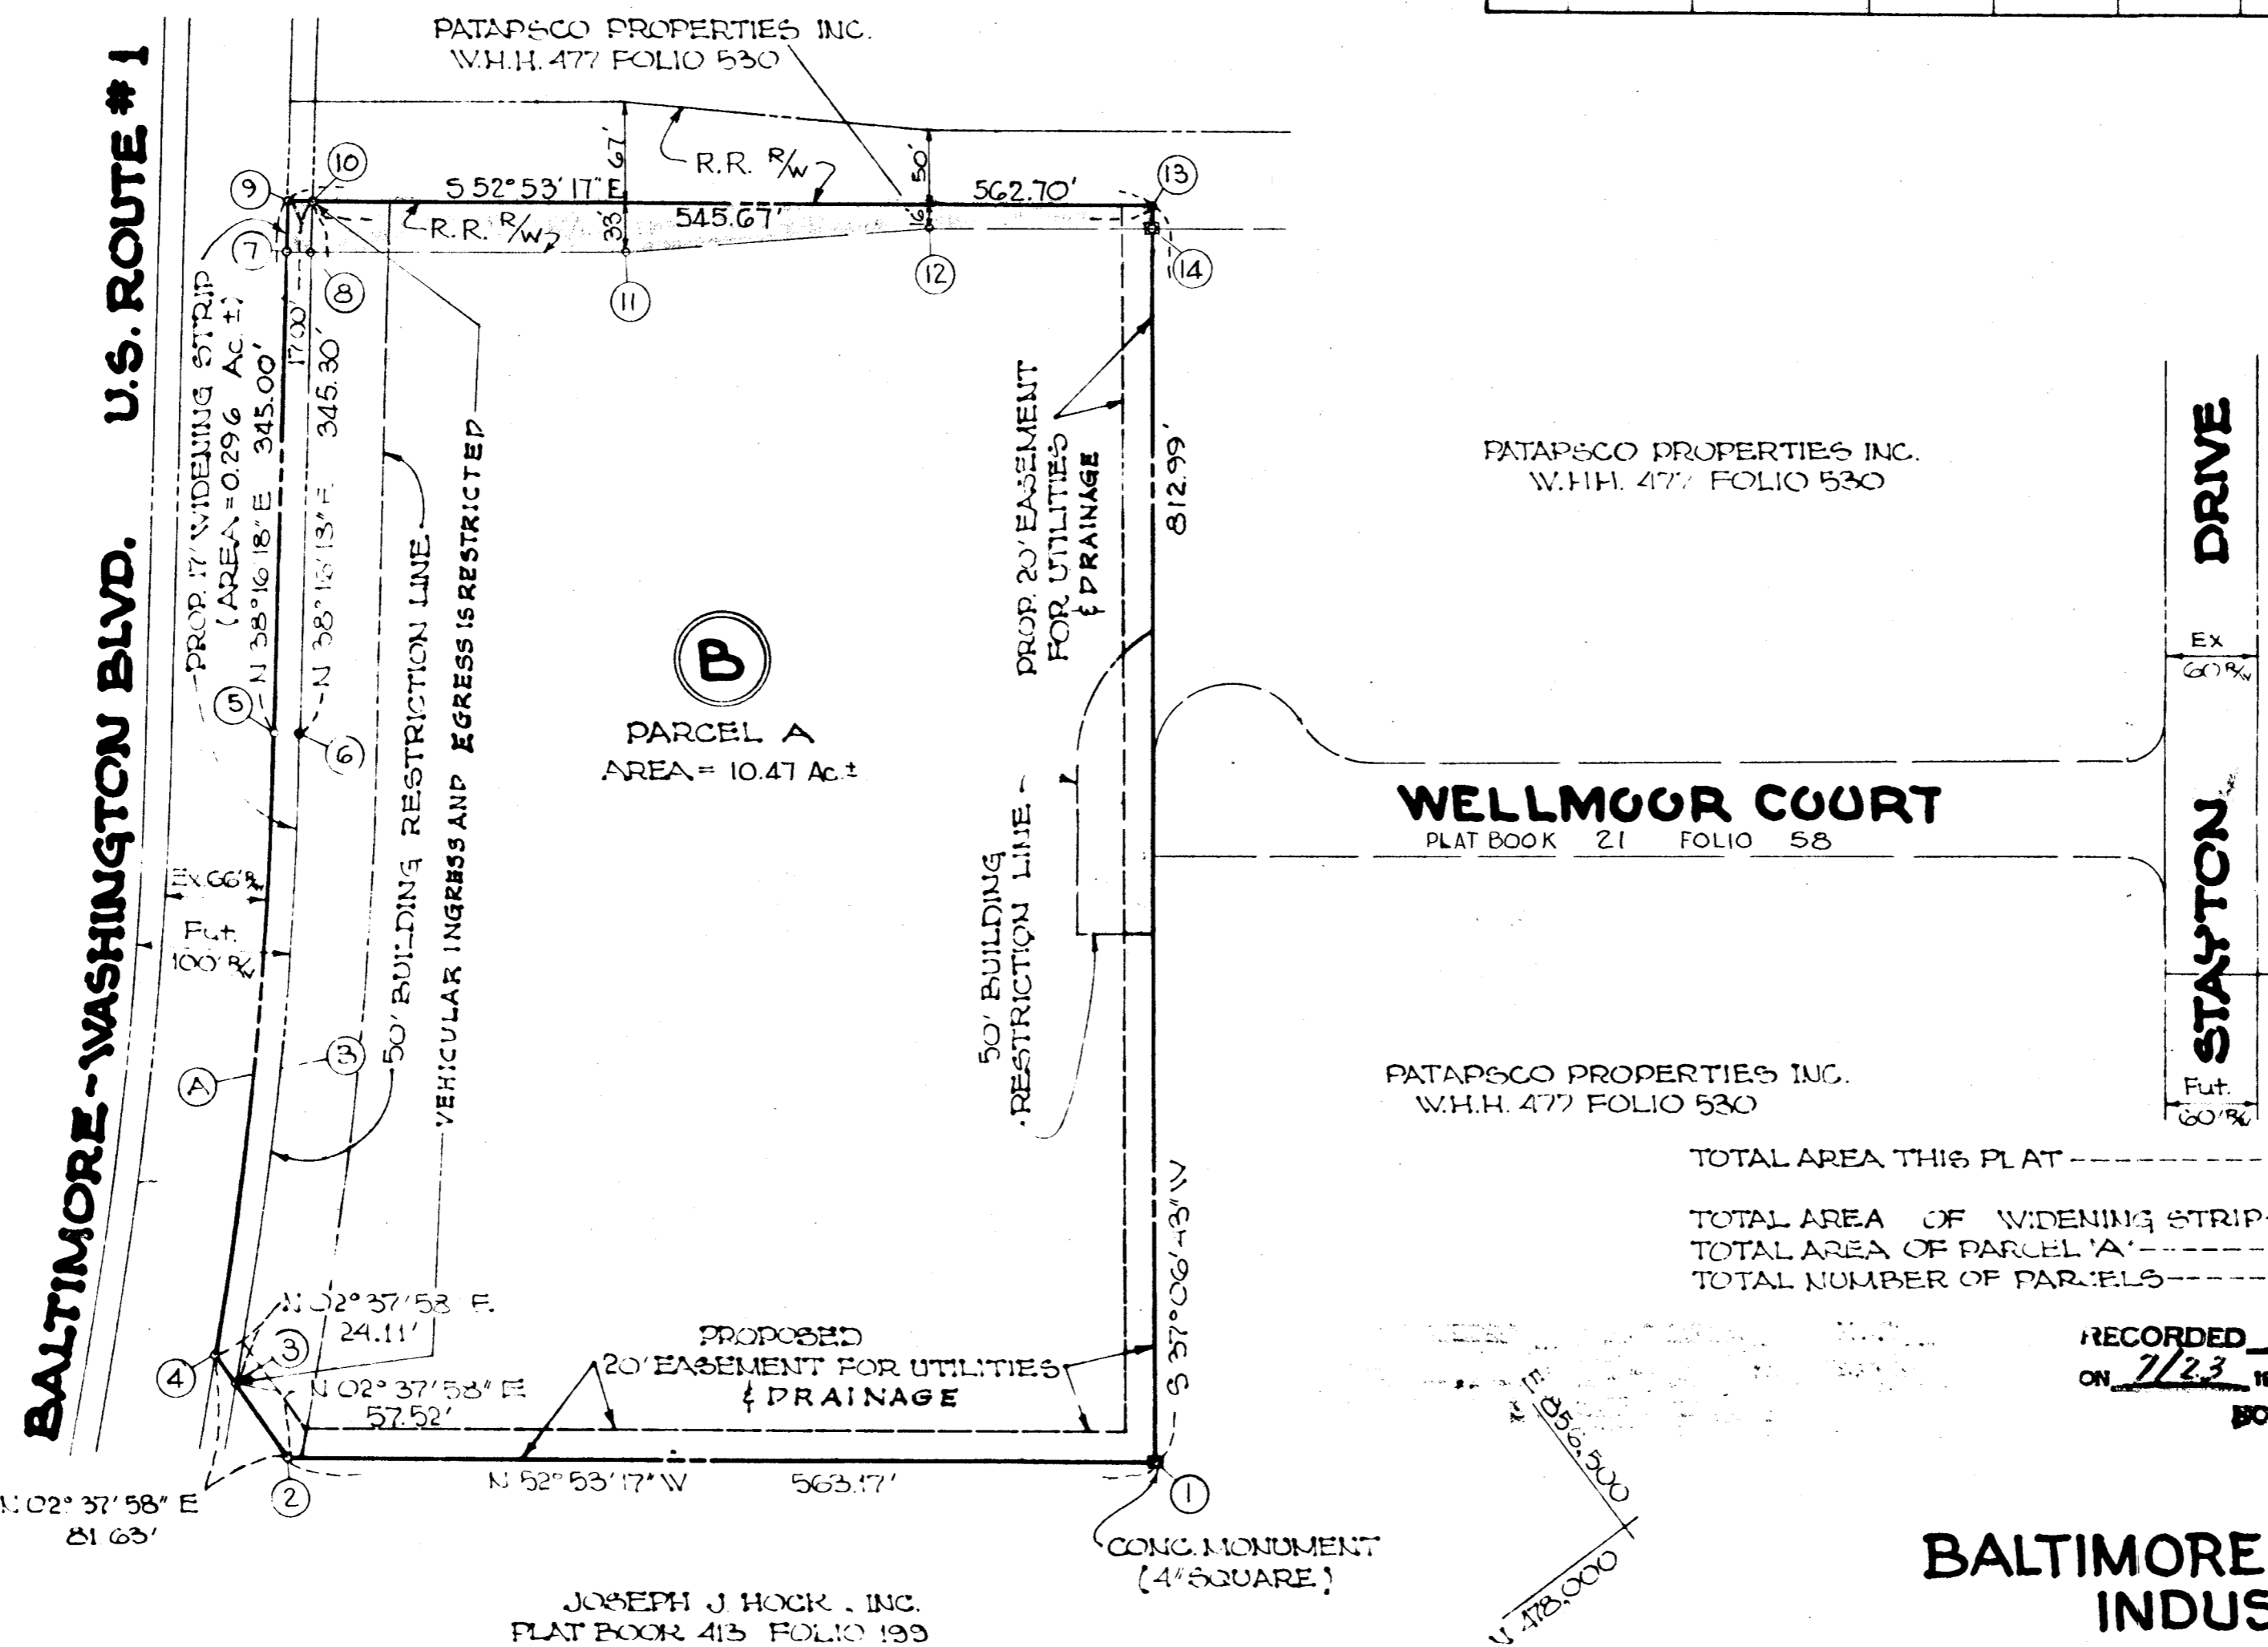 PATAPSCO PROPERTIES INC.
W.H.H. 477 FOLIO 530
U.S. ROUTE #1
BALTIMORE-WASHINGTON BLVD.
67'
R.R. R/W
50'
9
10
S 52° 53' 17" E
562.70'
13
R.R. R/W
33'
545.67'
16'
7
8
11
12
14
PROP. 17' WIDENING STRIP
(AREA = 0.296 Ac. ±)
N 38° 16' 18" E 345.00'
17.00'
N 38° 16' 13" E 345.30'
50' BUILDING RESTRICTION LINE
VEHICULAR INGRESS AND EGRESS IS RESTRICTED
PROP. 20' EASEMENT
FOR UTILITIES
& DRAINAGE
812.99'
PATAPSCO PROPERTIES INC.
W.H.H. 477 FOLIO 530
DRIVE
B
PARCEL A
AREA = 10.47 Ac. ±
5
6
EX
60' R/W
WELLMOOR COURT
PLAT BOOK 21 FOLIO 58
STAYTON
EX. 66' R/W
Fut.
100' R/W
50' BUILDING
RESTRICTION LINE
A
B
PATAPSCO PROPERTIES INC.
W.H.H. 477 FOLIO 530
Fut.
60' R/W
TOTAL AREA THIS PLAT
TOTAL AREA OF WIDENING STRIP
TOTAL AREA OF PARCEL 'A'
TOTAL NUMBER OF PARCELS
S 37° 06' 43" W
N 02° 37' 58" E
24.11'
3
4
N 02° 37' 58" E
57.52'
PROPOSED
20' EASEMENT FOR UTILITIES
& DRAINAGE
RECORDED
ON 7/23
N 52° 53' 17" W 563.17'
2
1
N 02° 37' 58" E
81.63'
CONC. MONUMENT
(4" SQUARE)
E 856,500
N 478,000
JOSEPH J. HOCK, INC.
PLAT BOOK 413 FOLIO 199
BALTIMORE
INDUS